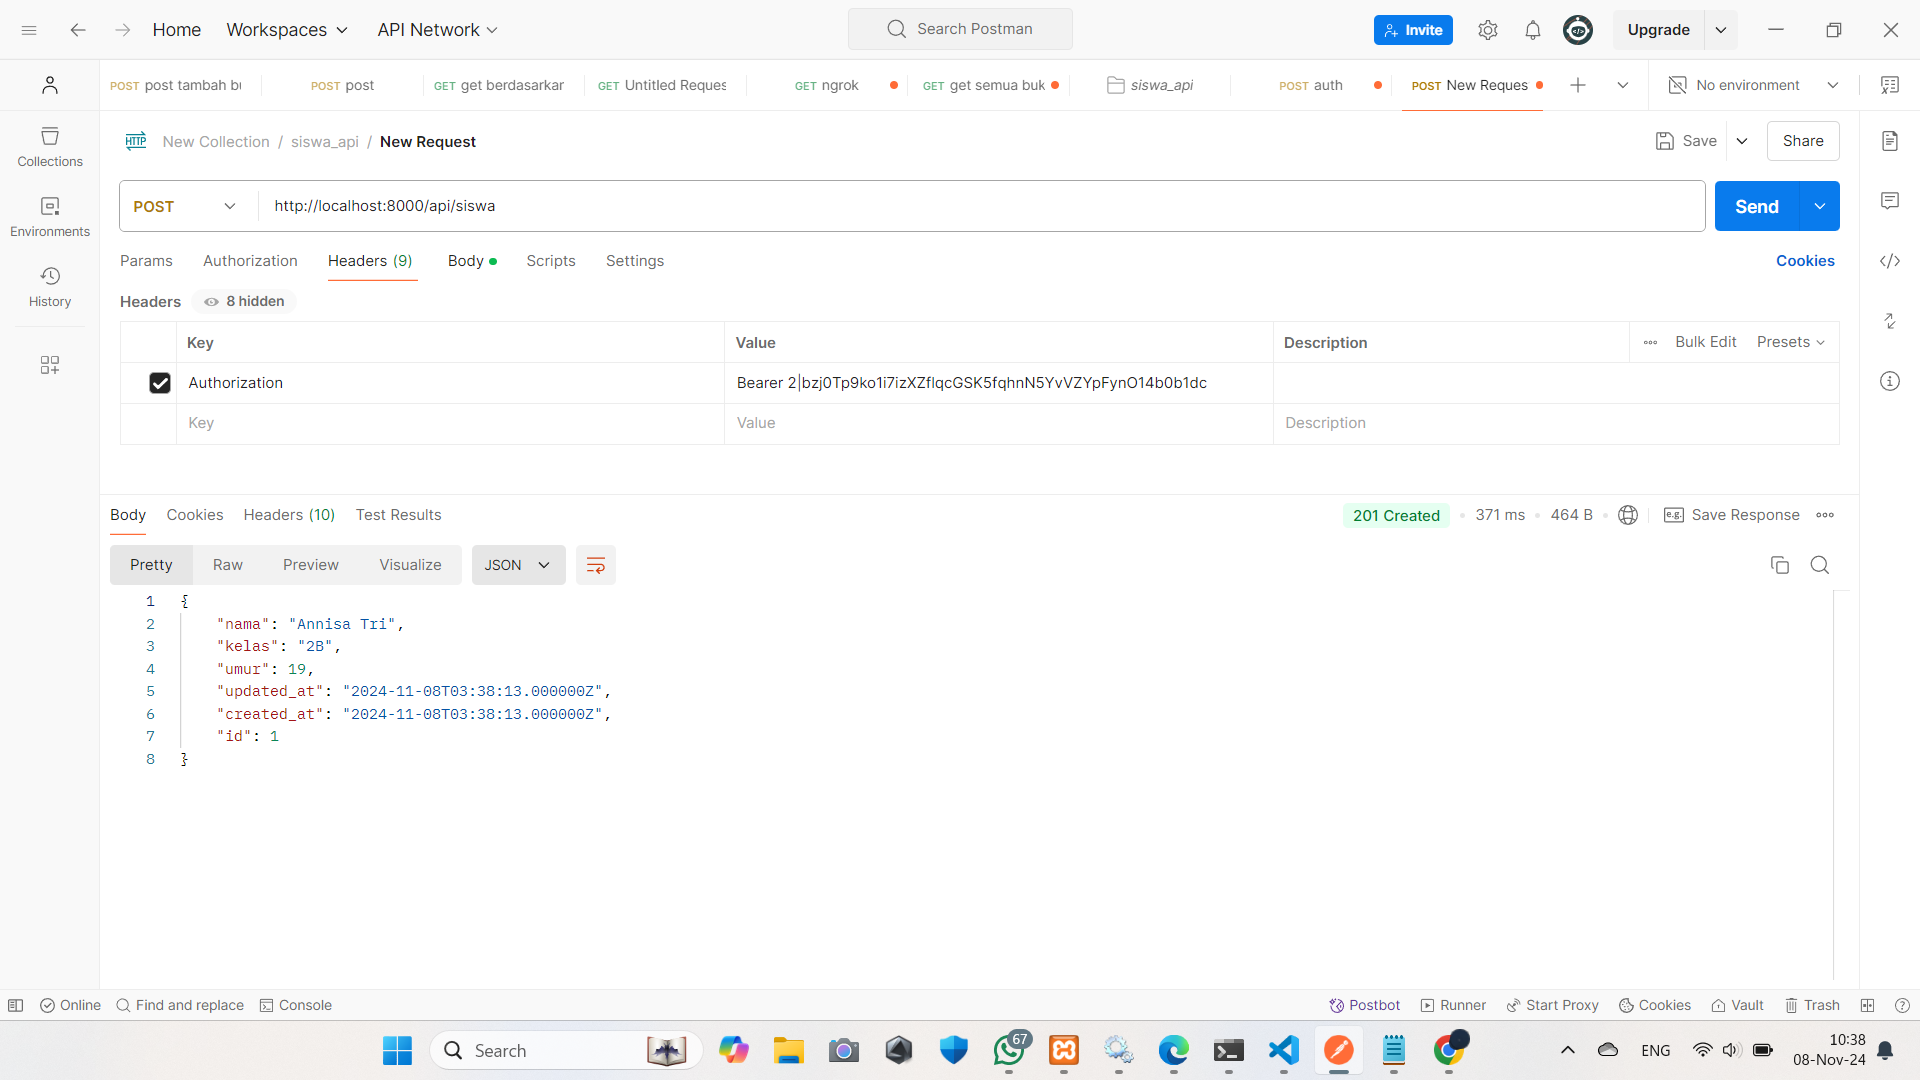 Home Workspaces API Network Search Postman Invite Upgrade
POST post tambah bu POST post GET get berdasarkan GET Untitled Reques GET ngrok GET get semua buk siswa_api POST auth POST New Reques No environment
New Collection / siswa_api / New Request Save Share
POST http://localhost:8000/api/siswa Send
Params Authorization Headers (9) Body Scripts Settings Cookies
Headers 8 hidden
Key Value Description Bulk Edit Presets
Authorization Bearer 2|bzj0Tp9ko1i7izXZflqcGSK5fqhnN5YvVZYpFynO14b0b1dc
Key Value Description
Collections
Environments
History
Body Cookies Headers (10) Test Results 201 Created 371 ms 464 B e.g. Save Response
Pretty Raw Preview Visualize JSON
1 {
2 "nama": "Annisa Tri",
3 "kelas": "2B",
4 "umur": 19,
5 "updated_at": "2024-11-08T03:38:13.000000Z",
6 "created_at": "2024-11-08T03:38:13.000000Z",
7 "id": 1
8 }
Online Find and replace Console Postbot Runner Start Proxy Cookies Vault Trash
Search 67 ENG 10:38
08-Nov-24